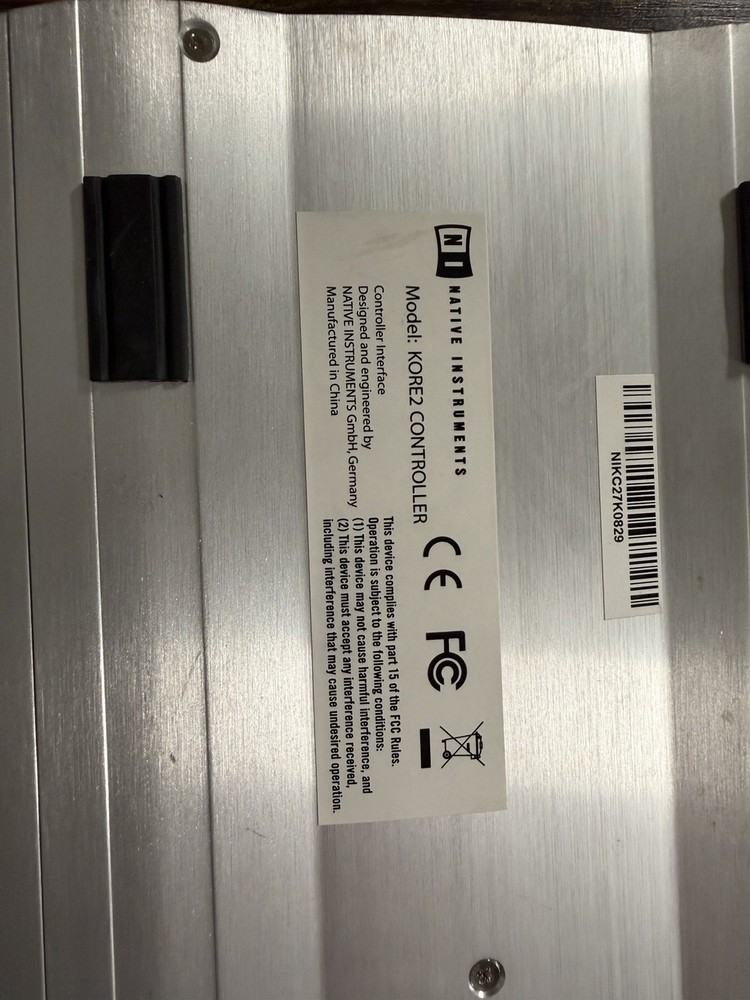 NIKC27K0829
NI NATIVE INSTRUMENTS
Model: KORE2 CONTROLLER
CE FC
Controller Interface
Designed and engineered by
NATIVE INSTRUMENTS GmbH, Germany
Manufactured in China
This device complies with part 15 of the FCC Rules.
Operation is subject to the following conditions:
(1) This device may not cause harmful interference, and
(2) This device must accept any interference received,
including interference that may cause undesired operation.